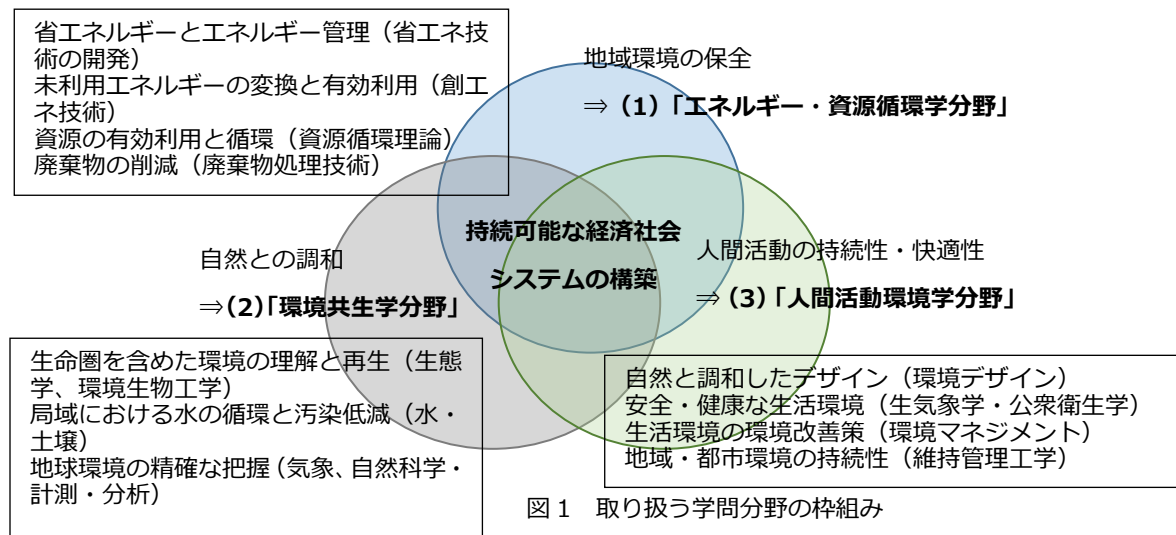 省エネルギーとエネルギー管理（省エネ技
術の開発）
未利用エネルギーの変換と有効利用（創エ
ネ技術）
資源の有効利用と循環（資源循環理論）
廃棄物の削減（廃棄物処理技術）
地域環境の保全
⇒（1）「エネルギー・資源循環学分野」
持続可能な経済社会
システムの構築
自然との調和
⇒(2)「環境共生学分野」
人間活動の持続性・快適性
⇒（3）「人間活動環境学分野」
生命圏を含めた環境の理解と再生（生態
学、環境生物工学）
局域における水の循環と汚染低減（水・
土壌）
地球環境の精確な把握（気象、自然科学・
計測・分析）
自然と調和したデザイン（環境デザイン）
安全・健康な生活環境（生気象学・公衆衛生学）
生活環境の環境改善策（環境マネジメント）
地域・都市環境の持続性（維持管理工学）
図１　取り扱う学問分野の枠組み